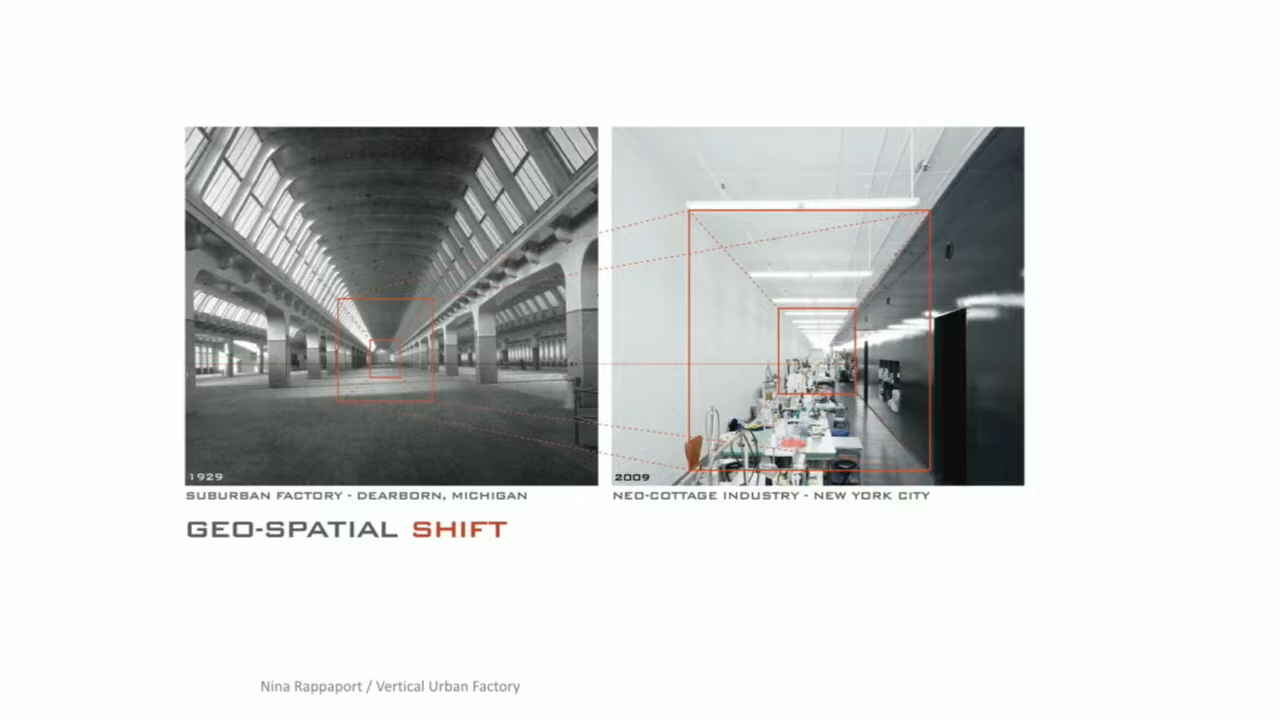 1929
2009
SUBURBAN FACTORY - DEARBORN, MICHIGAN
NEO-COTTAGE INDUSTRY - NEW YORK CITY
GEO-SPATIAL SHIFT
Nina Rappaport / Vertical Urban Factory